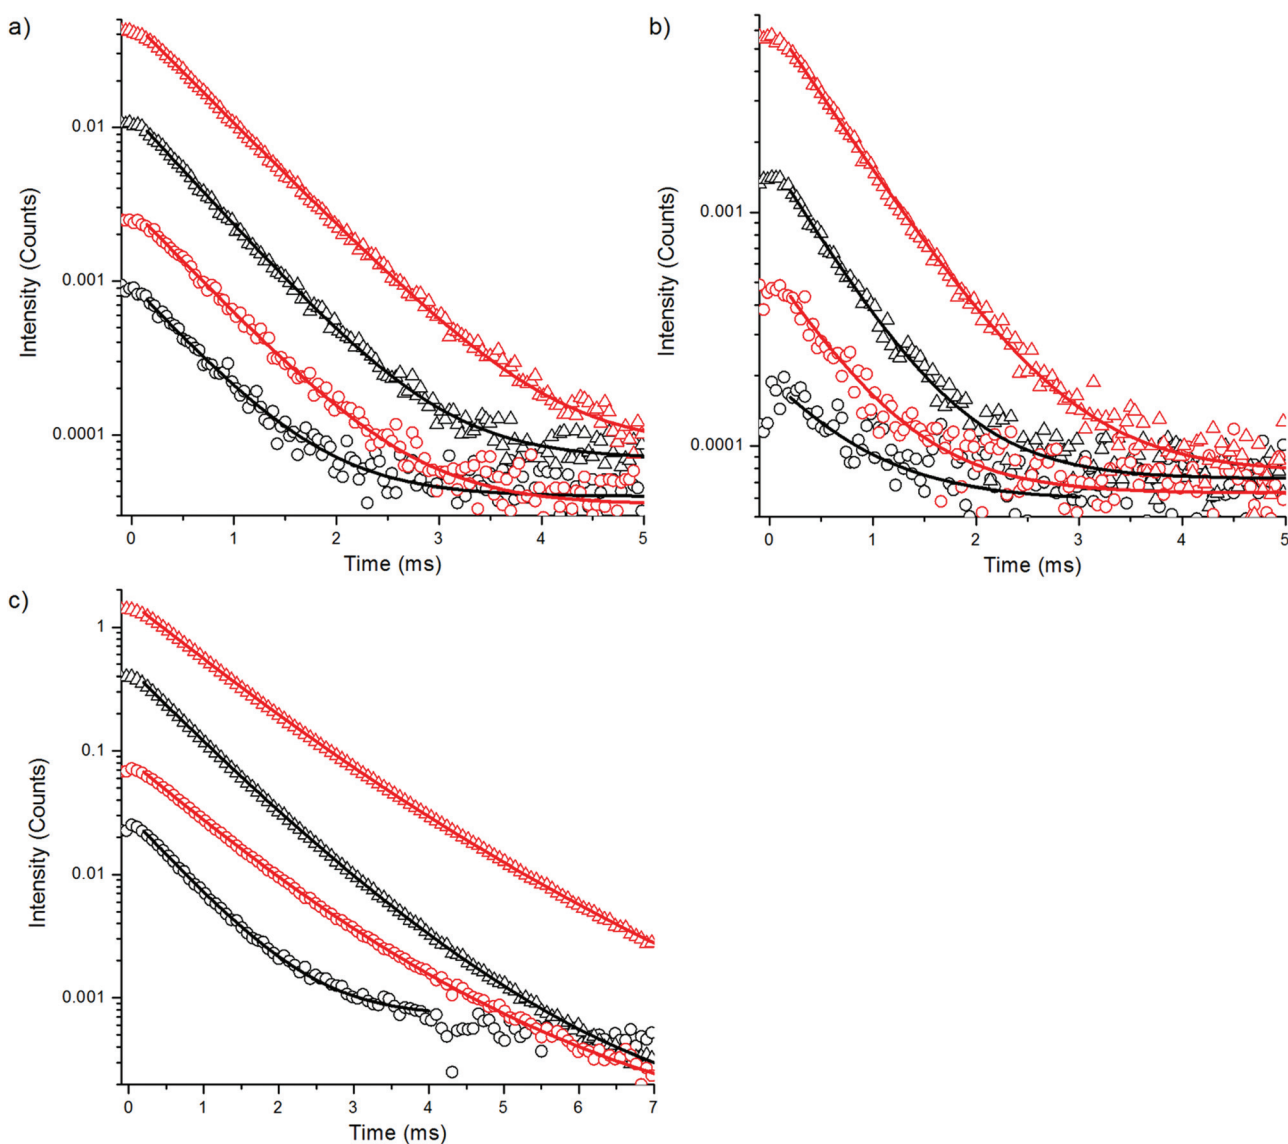 a)
0.01
0.001
0.0001
Intensity (Counts)
0 1 2 3 4 5
Time (ms)
b)
0.001
0.0001
Intensity (Counts)
0 1 2 3 4 5
Time (ms)
c)
1
0.1
0.01
0.001
Intensity (Counts)
0 1 2 3 4 5 6 7
Time (ms)